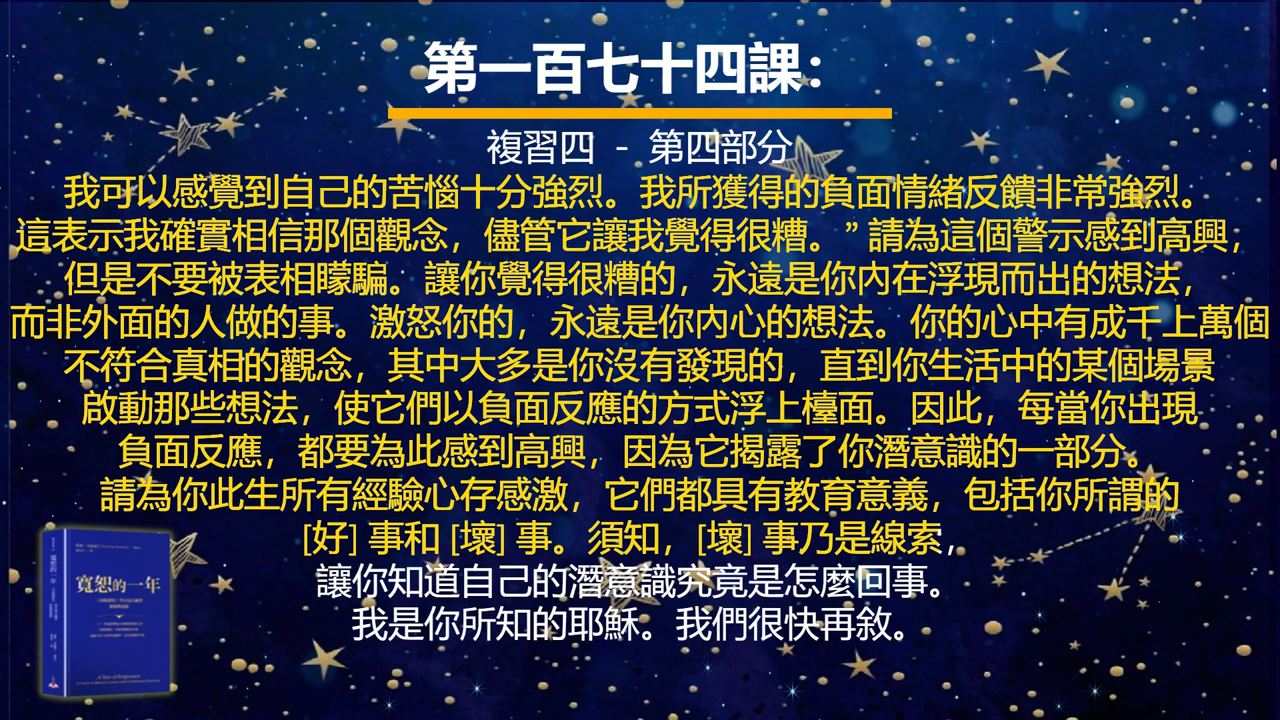 第一百七十四課：
複習四 - 第四部分
我可以感覺到自己的苦惱十分強烈。我所獲得的負面情緒反饋非常強烈。
這表示我確實相信那個觀念，儘管它讓我覺得很糟。” 請為這個警示感到高興，
但是不要被表相矇騙。讓你覺得很糟的，永遠是你內在浮現而出的想法，
而非外面的人做的事。激怒你的，永遠是你內心的想法。你的心中有成千上萬個
不符合真相的觀念，其中大多是你沒有發現的，直到你生活中的某個場景
啟動那些想法，使它們以負面反應的方式浮上檯面。因此，每當你出現
負面反應，都要為此感到高興，因為它揭露了你潛意識的一部分。
請為你此生所有經驗心存感激，它們都具有教育意義，包括你所謂的
[好] 事和 [壞] 事。須知，[壞] 事乃是線索，
讓你知道自己的潛意識究竟是怎麼回事。
我是你所知的耶穌。我們很快再敘。
寬恕的一年
A Year of Forgiveness